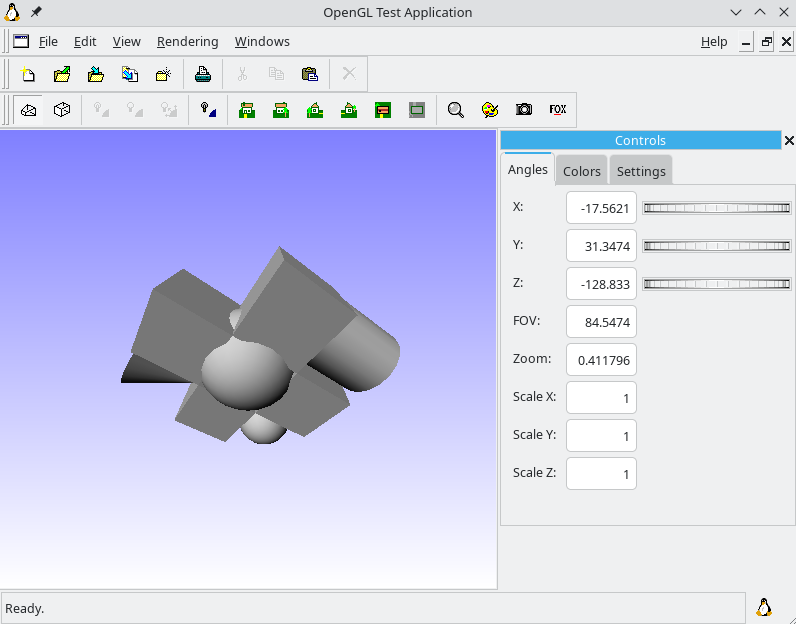 OpenGL Test Application
File Edit View Rendering Windows Help
FOX
Controls
Angles Colors Settings
X: -17.5621
Y: 31.3474
Z: -128.833
FOV: 84.5474
Zoom: 0.411796
Scale X: 1
Scale Y: 1
Scale Z: 1
Ready.